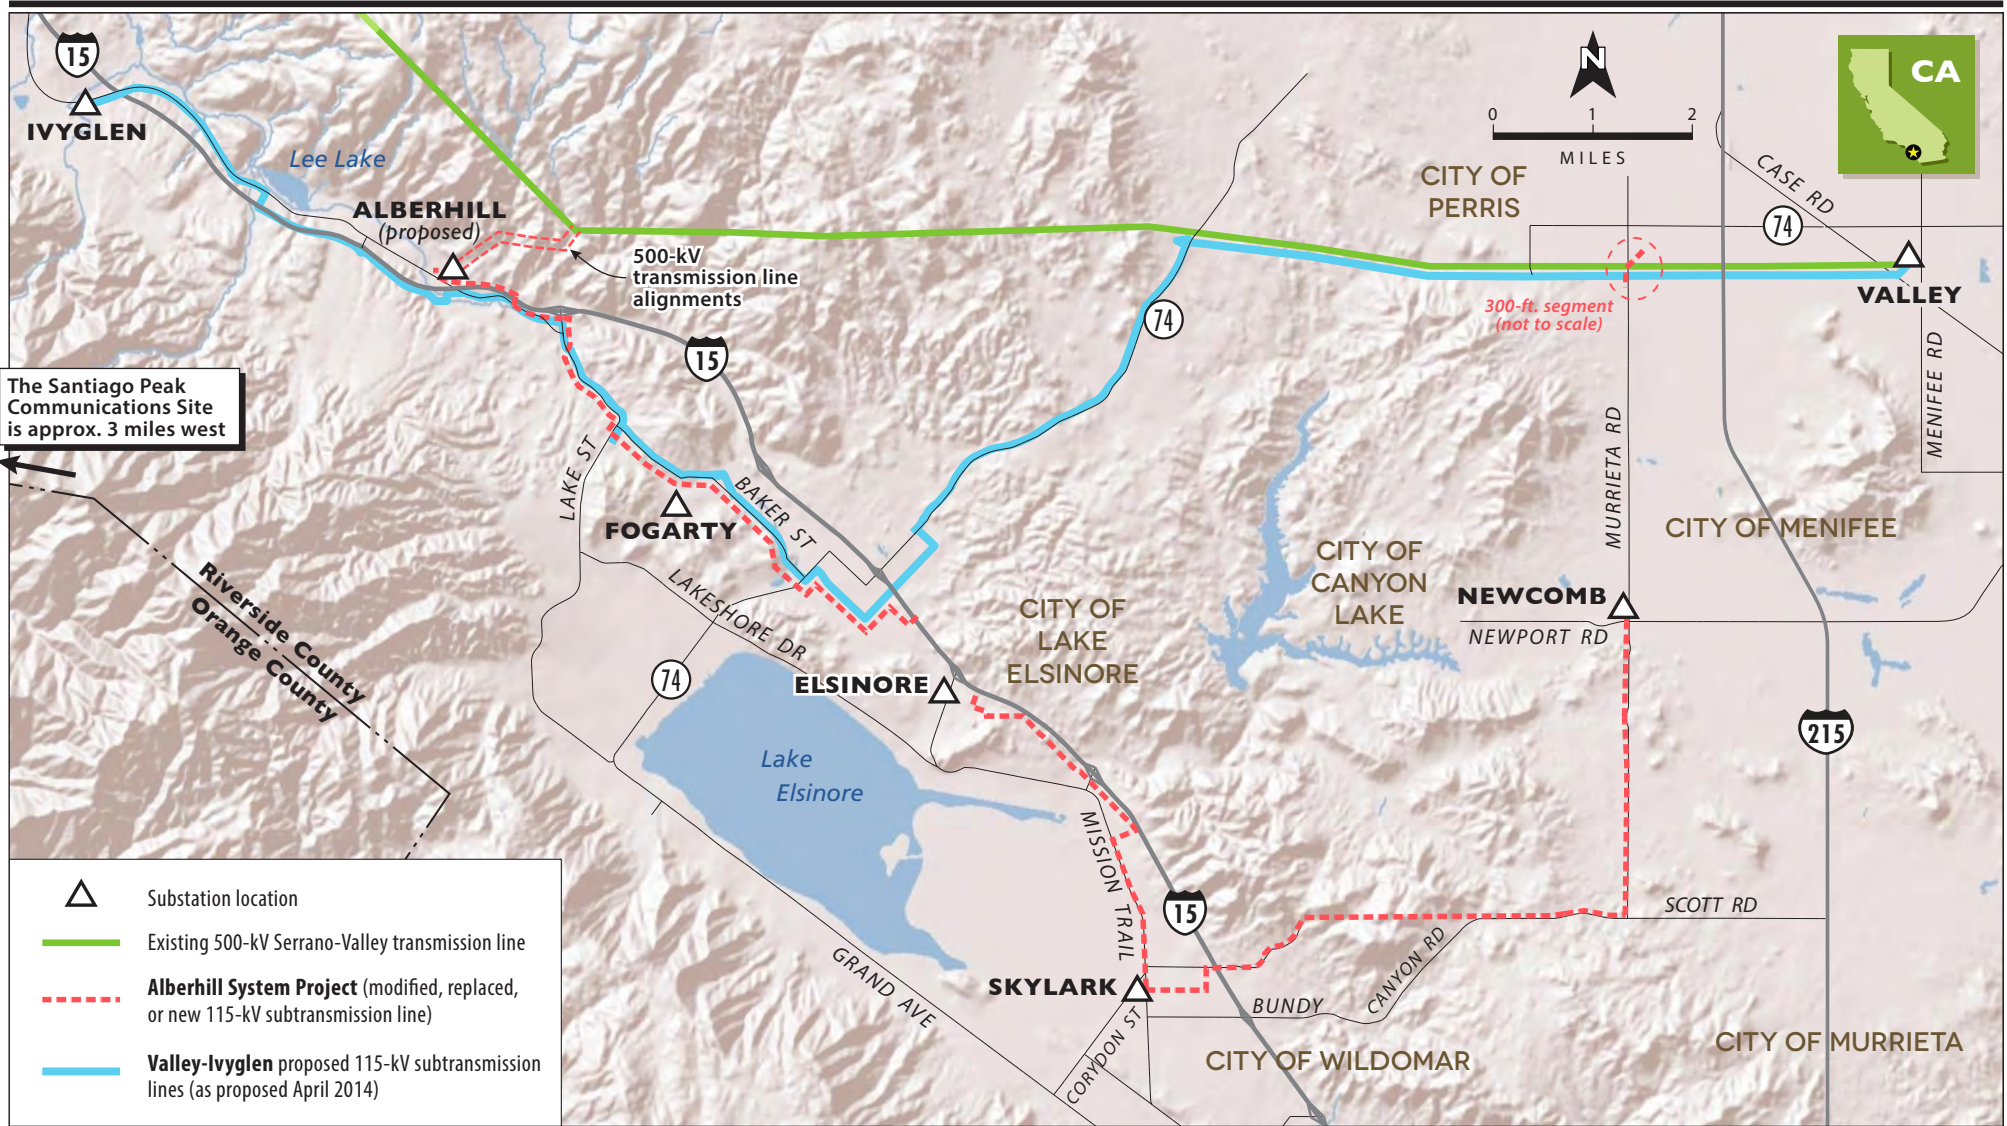 15
IVYGLEN
Lee Lake
ALBERHILL
(proposed)
500-kV
transmission line
alignments
15
N
0 1 2
MILES
CA
CITY OF
PERRIS
CASE RD
74
VALLEY
300-ft. segment
(not to scale)
74
MENIFEE RD
MURRIETA RD
The Santiago Peak
Communications Site
is approx. 3 miles west
LAKE ST
FOGARTY
BAKER ST
LAKESHORE DR
Riverside County
Orange County
74
CITY OF
LAKE
ELSINORE
CITY OF
CANYON
LAKE
CITY OF MENIFEE
NEWCOMB
NEWPORT RD
ELSINORE
Lake
Elsinore
215
MISSION TRAIL
15
SCOTT RD
GRAND AVE
SKYLARK
BUNDY
CANYON RD
CORYDON ST
CITY OF WILDOMAR
CITY OF MURRIETA
Substation location
Existing 500-kV Serrano-Valley transmission line
Alberhill System Project (modified, replaced,
or new 115-kV subtransmission line)
Valley-Ivyglen proposed 115-kV subtransmission
lines (as proposed April 2014)